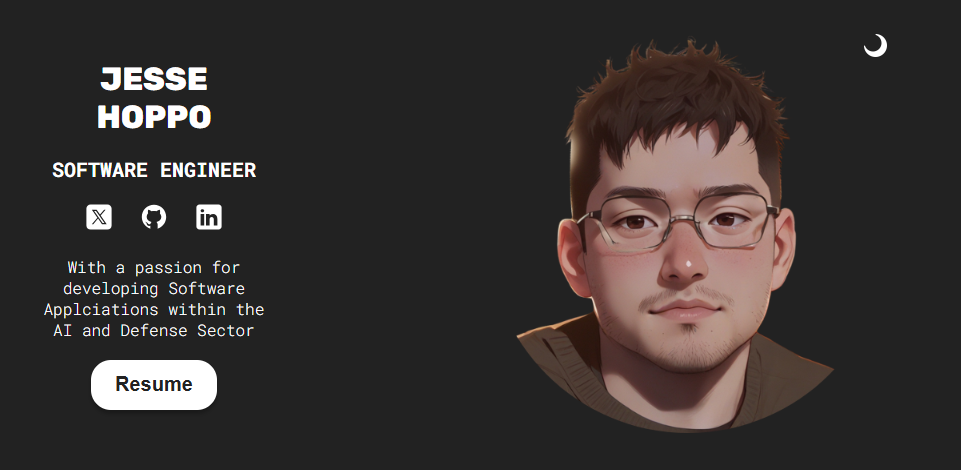 JESSE
HOPPO
SOFTWARE ENGINEER
With a passion for
developing Software
Applciations within the
AI and Defense Sector
Resume